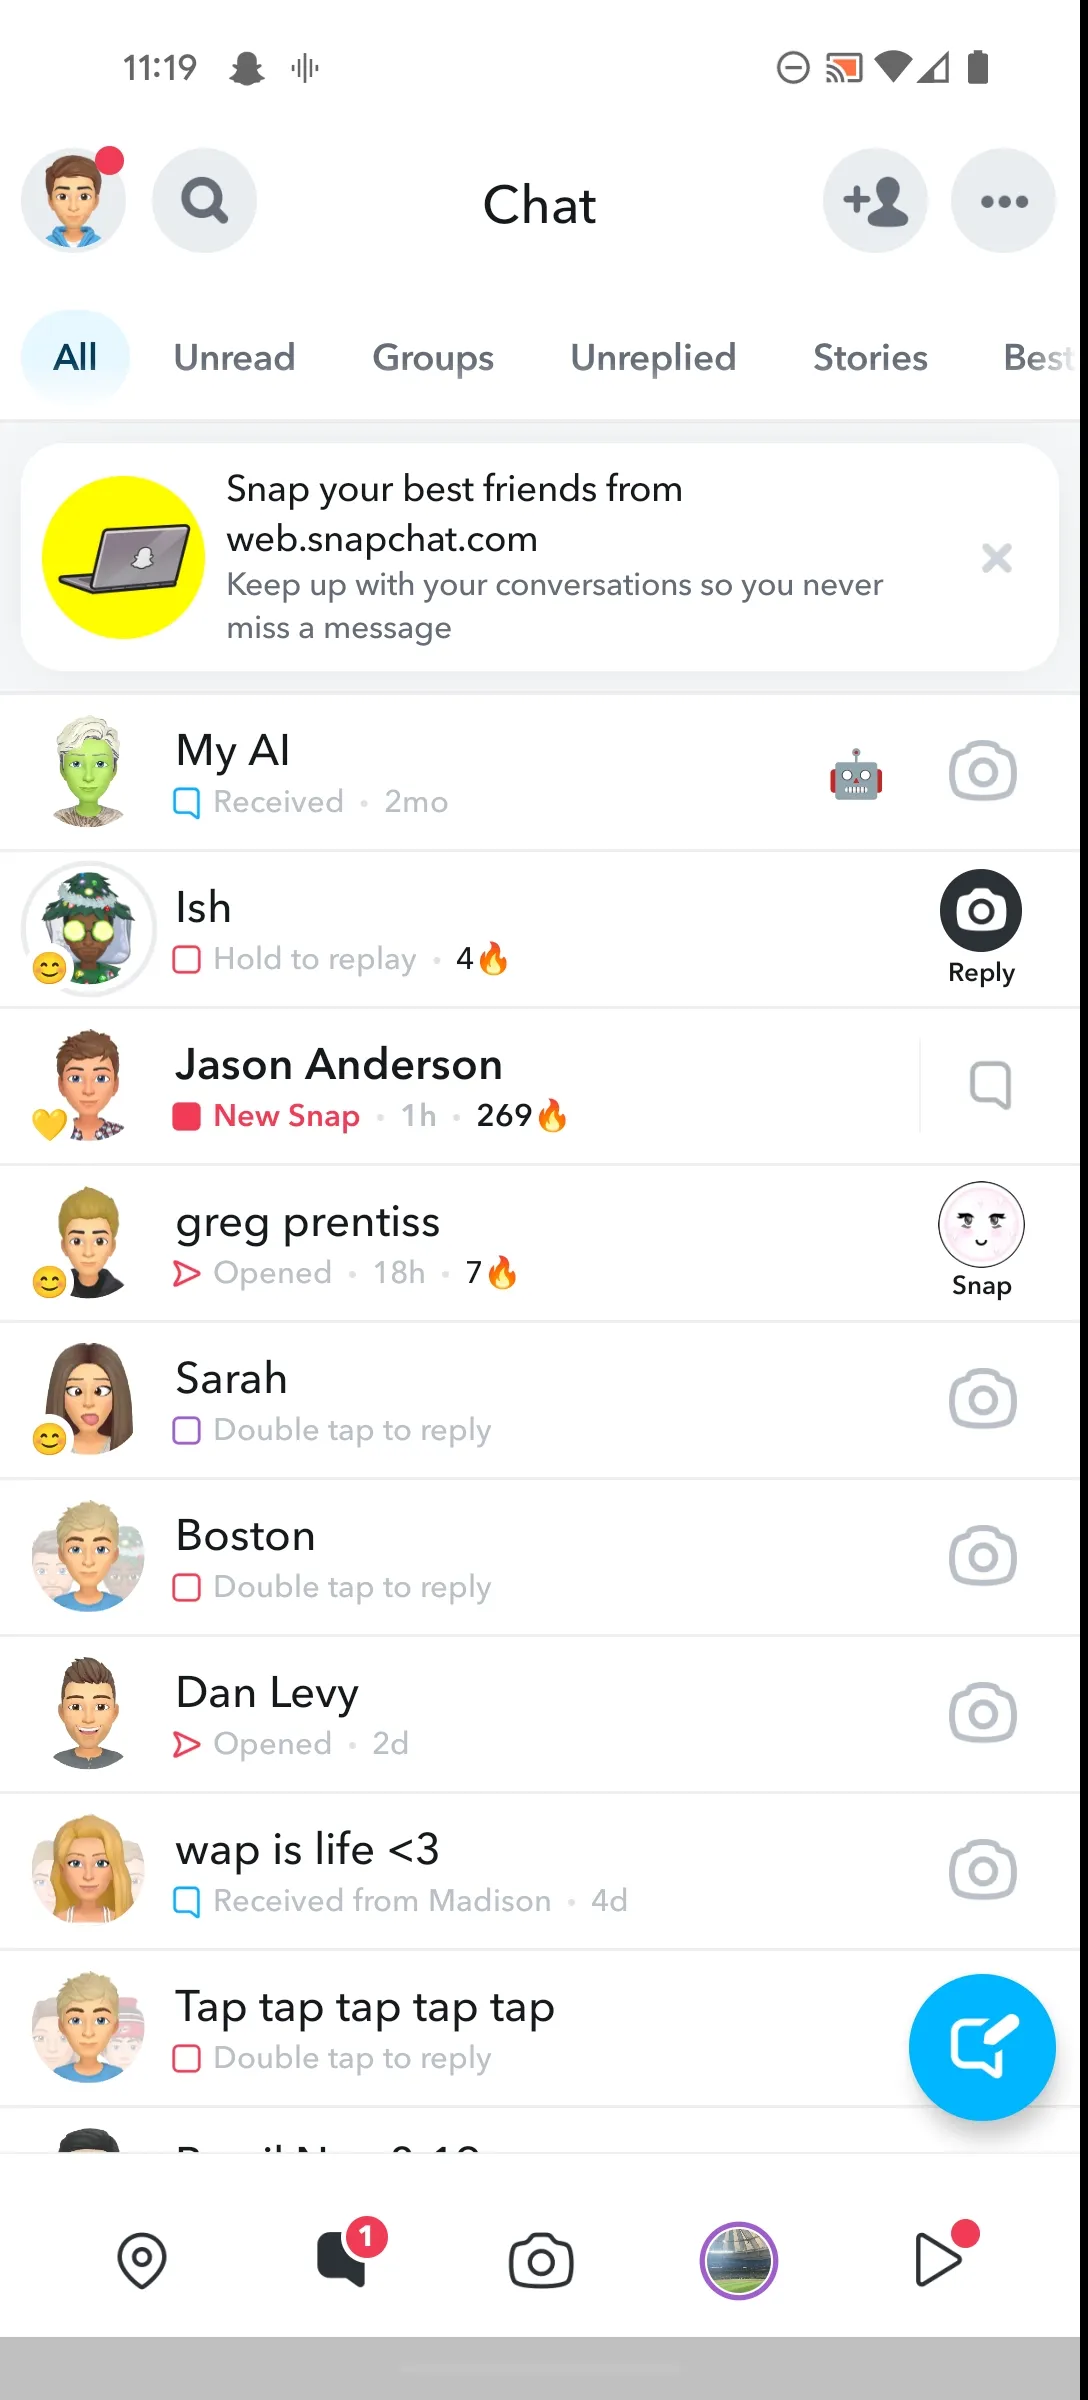 11:19
Chat
All Unread Groups Unreplied Stories Best
Snap your best friends from
web.snapchat.com
Keep up with your conversations so you never
miss a message
My AI
Received • 2mo
Ish
Hold to replay • 4🔥
Reply
Jason Anderson
New Snap • 1h • 269🔥
greg prentiss
Opened • 18h • 7🔥
Snap
Sarah
Double tap to reply
Boston
Double tap to reply
Dan Levy
Opened • 2d
wap is life <3
Received from Madison • 4d
Tap tap tap tap tap
Double tap to reply
1